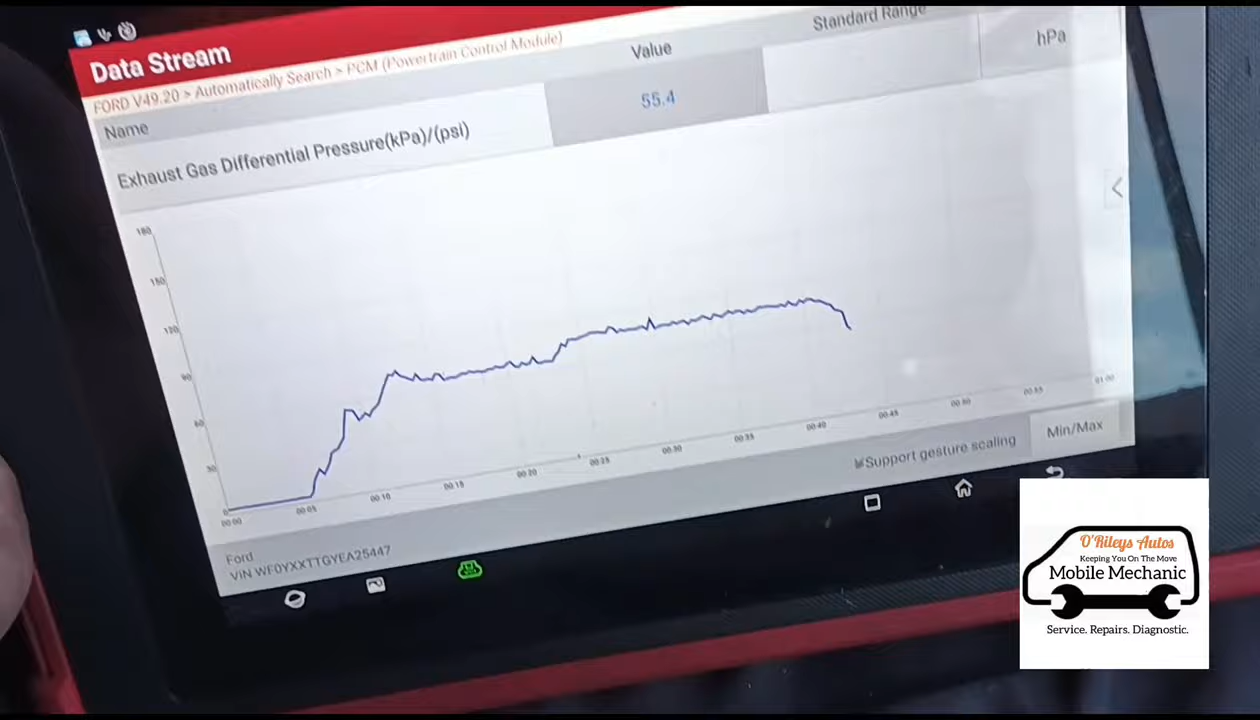 Data Stream
FORD V49.20 > Automatically Search > PCM (Powertrain Control Module)
Name
Value
Standard Range
Exhaust Gas Differential Pressure(kPa)/(psi)
55.4
hPa
180
150
120
90
60
30
0
00:00
00:05
00:10
00:15
00:20
00:25
00:30
00:35
00:40
00:45
00:50
00:55
01:00
Support gesture scaling
Min/Max
Ford
VIN WF0YXXTTGYEA25447
O'Rileys Autos
Keeping You On The Move
Mobile Mechanic
Service. Repairs. Diagnostic.